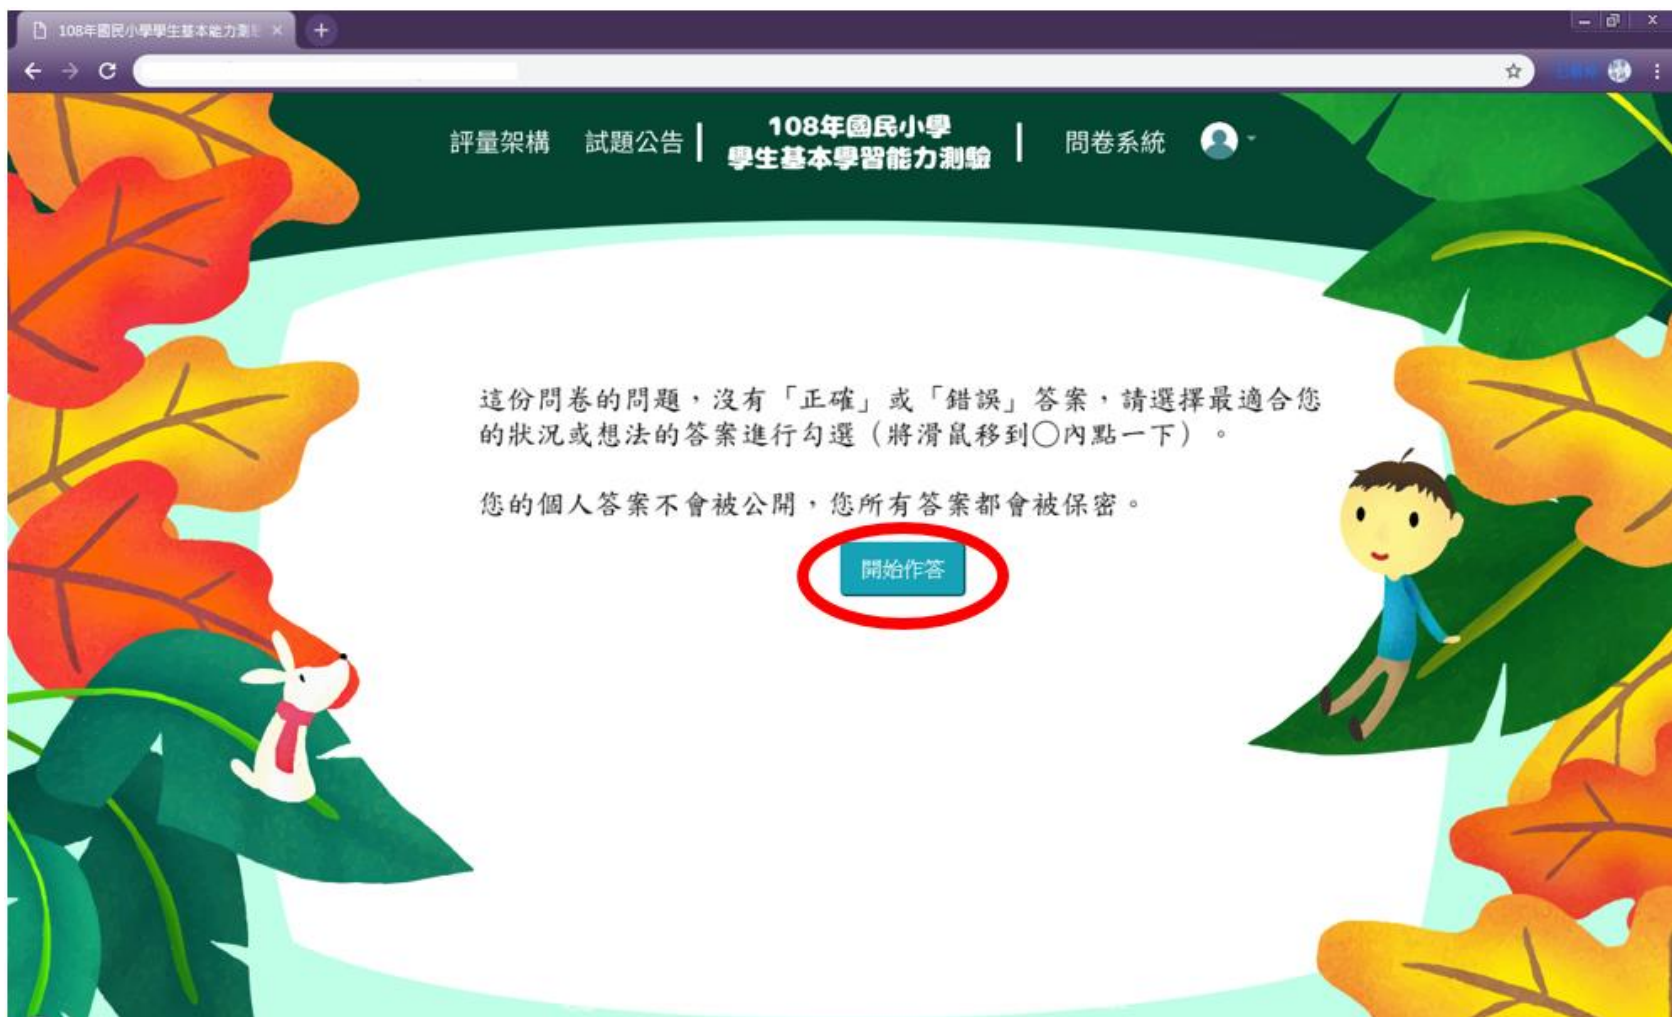 108年國民小學學生基本能力測
評量架構 試題公告 108年國民小學 問卷系統
學生基本學習能力測驗
這份問卷的問題，沒有「正確」或「錯誤」答案，請選擇最適合您
的狀況或想法的答案進行勾選（將滑鼠移到○內點一下）。
您的個人答案不會被公開，您所有答案都會被保密。
開始作答